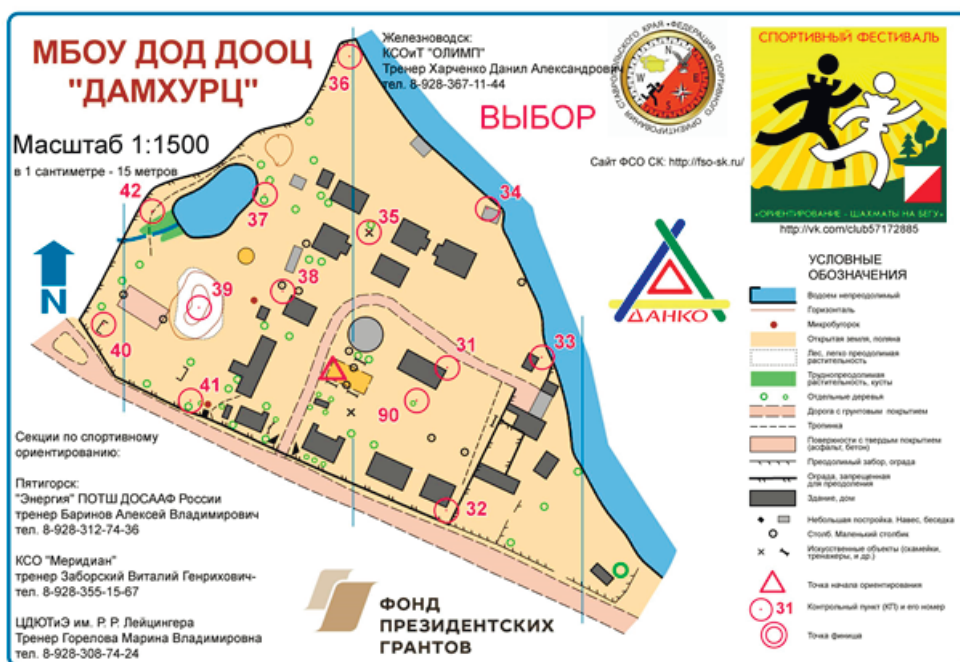 МБОУ ДОД ДООЦ
"ДАМХУРЦ"
Масштаб 1:1500
в 1 сантиметре - 15 метров
Железноводск:
КСОиТ "ОЛИМП"
Тренер Харченко Данил Александрович
тел. 8-928-367-11-44
ВЫБОР
ФЕДЕРАЦИЯ СПОРТИВНОГО ОРИЕНТИРОВАНИЯ СТАВРОПОЛЬСКОГО КРАЯ
N
E
S
W
Сайт ФСО СК: http://fso-sk.ru/
СПОРТИВНЫЙ ФЕСТИВАЛЬ
«ОРИЕНТИРОВАНИЕ - ШАХМАТЫ НА БЕГУ»
http://vk.com/club57172885
ДАНКО
N
36
42
37
35
34
38
39
40
41
31
33
90
32
УСЛОВНЫЕ
ОБОЗНАЧЕНИЯ
Водоем непреодолимый
Горизонталь
Микробугорок
Открытая земля, поляна
Лес, легко преодолимая
растительность
Труднопреодолимая
растительность, кусты
Отдельные деревья
Дорога с грунтовым покрытием
Тропинка
Поверхности с твердым покрытием
(асфальт, бетон)
Преодолимый забор, ограда
Ограда, запрещенная
для преодоления
Здание, дом
Небольшая постройка. Навес, беседка
Столб. Маленький столбик
Искусственные объекты (скамейки,
тренажеры, и др.)
Точка начала ориентирования
31
Контрольный пункт (КП) и его номер
Точка финиша
Секции по спортивному
ориентированию:
Пятигорск:
"Энергия" ПОТШ ДОСААФ России
тренер Баринов Алексей Владимирович
тел. 8-928-312-74-36
КСО "Меридиан"
тренер Заборский Виталий Генрихович-
тел. 8-928-355-15-67
ЦДЮТиЭ им. Р. Р. Лейцингера
Тренер Горелова Марина Владимировна
тел. 8-928-308-74-24
ФОНД
ПРЕЗИДЕНТСКИХ
ГРАНТОВ